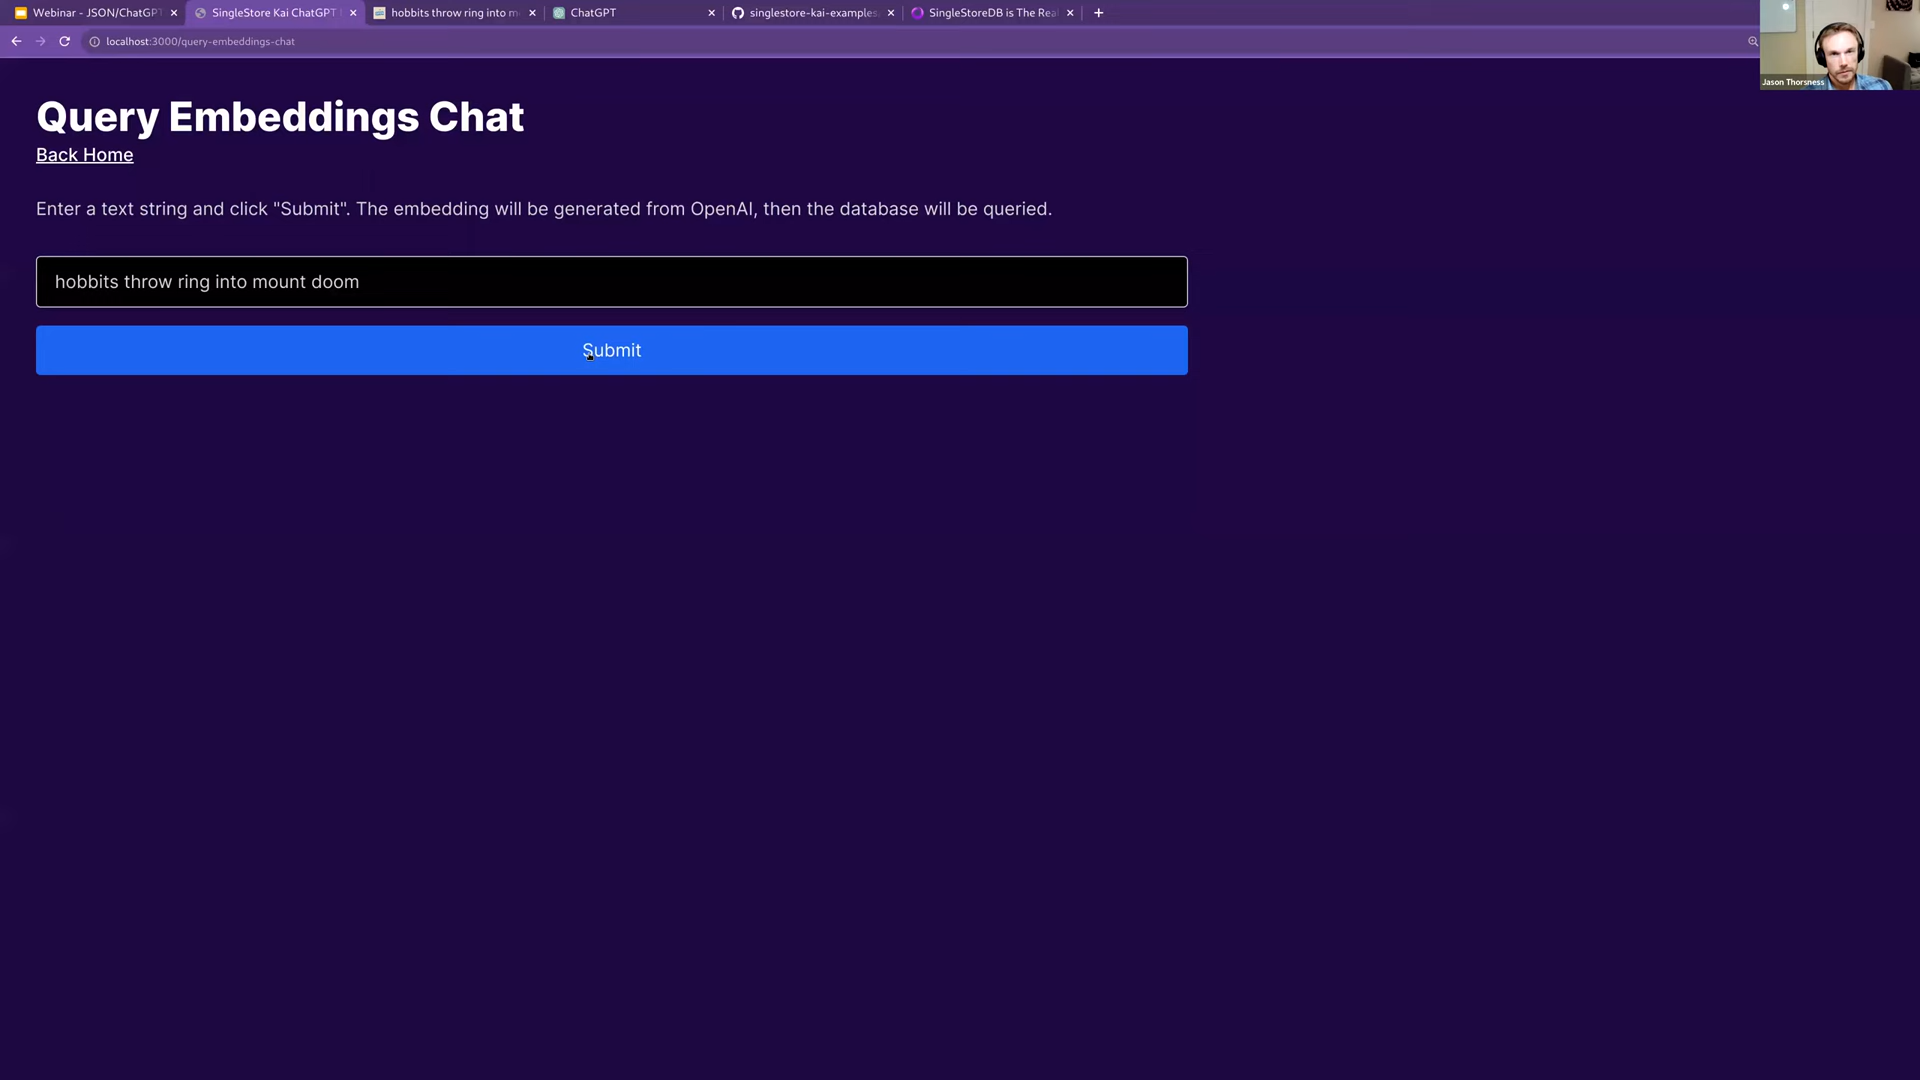 Webinar - JSON/ChatGPT
SingleStore Kai ChatGPT
hobbits throw ring into m
ChatGPT
singlestore-kai-examples
SingleStoreDB is The Rea
localhost:3000/query-embeddings-chat
Jason Thorsness
Query Embeddings Chat
Back Home
Enter a text string and click "Submit". The embedding will be generated from OpenAI, then the database will be queried.
hobbits throw ring into mount doom
Submit